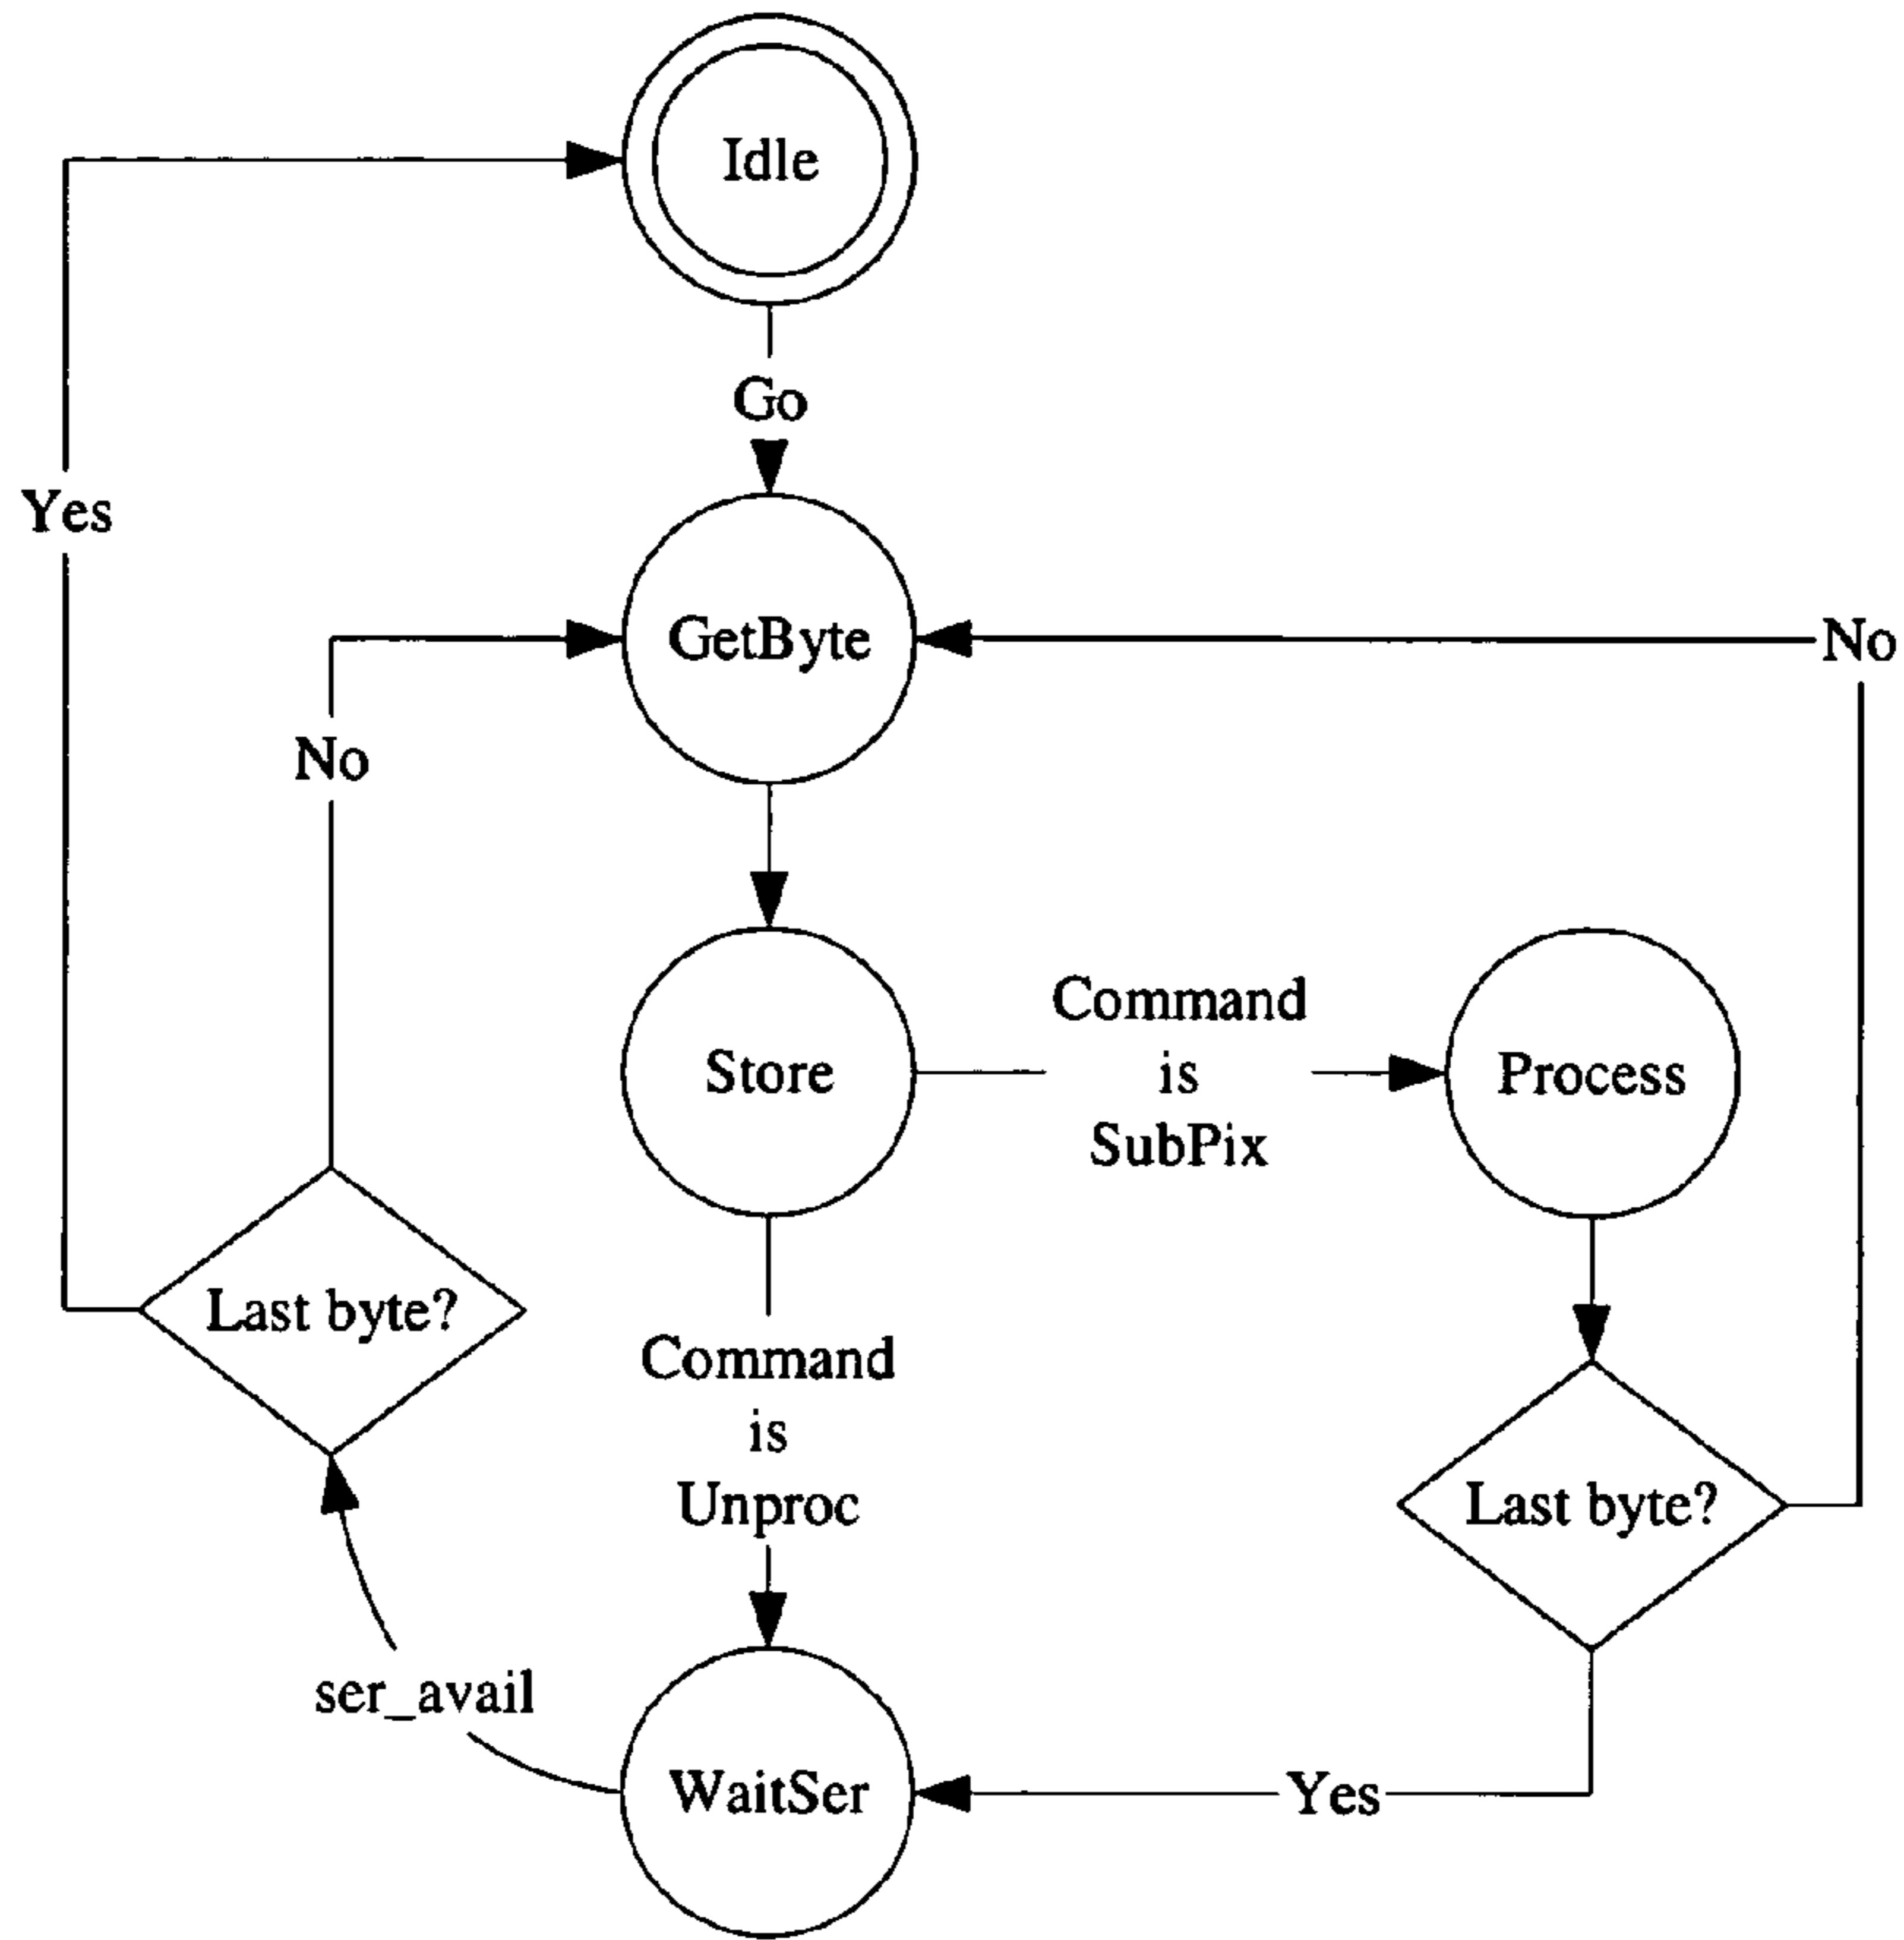 Idle
Go
Yes
GetByte
No
No
Command
is
SubPix
Store
Process
Last byte?
Command
is
Unproc
Last byte?
ser_avail
WaitSer
Yes